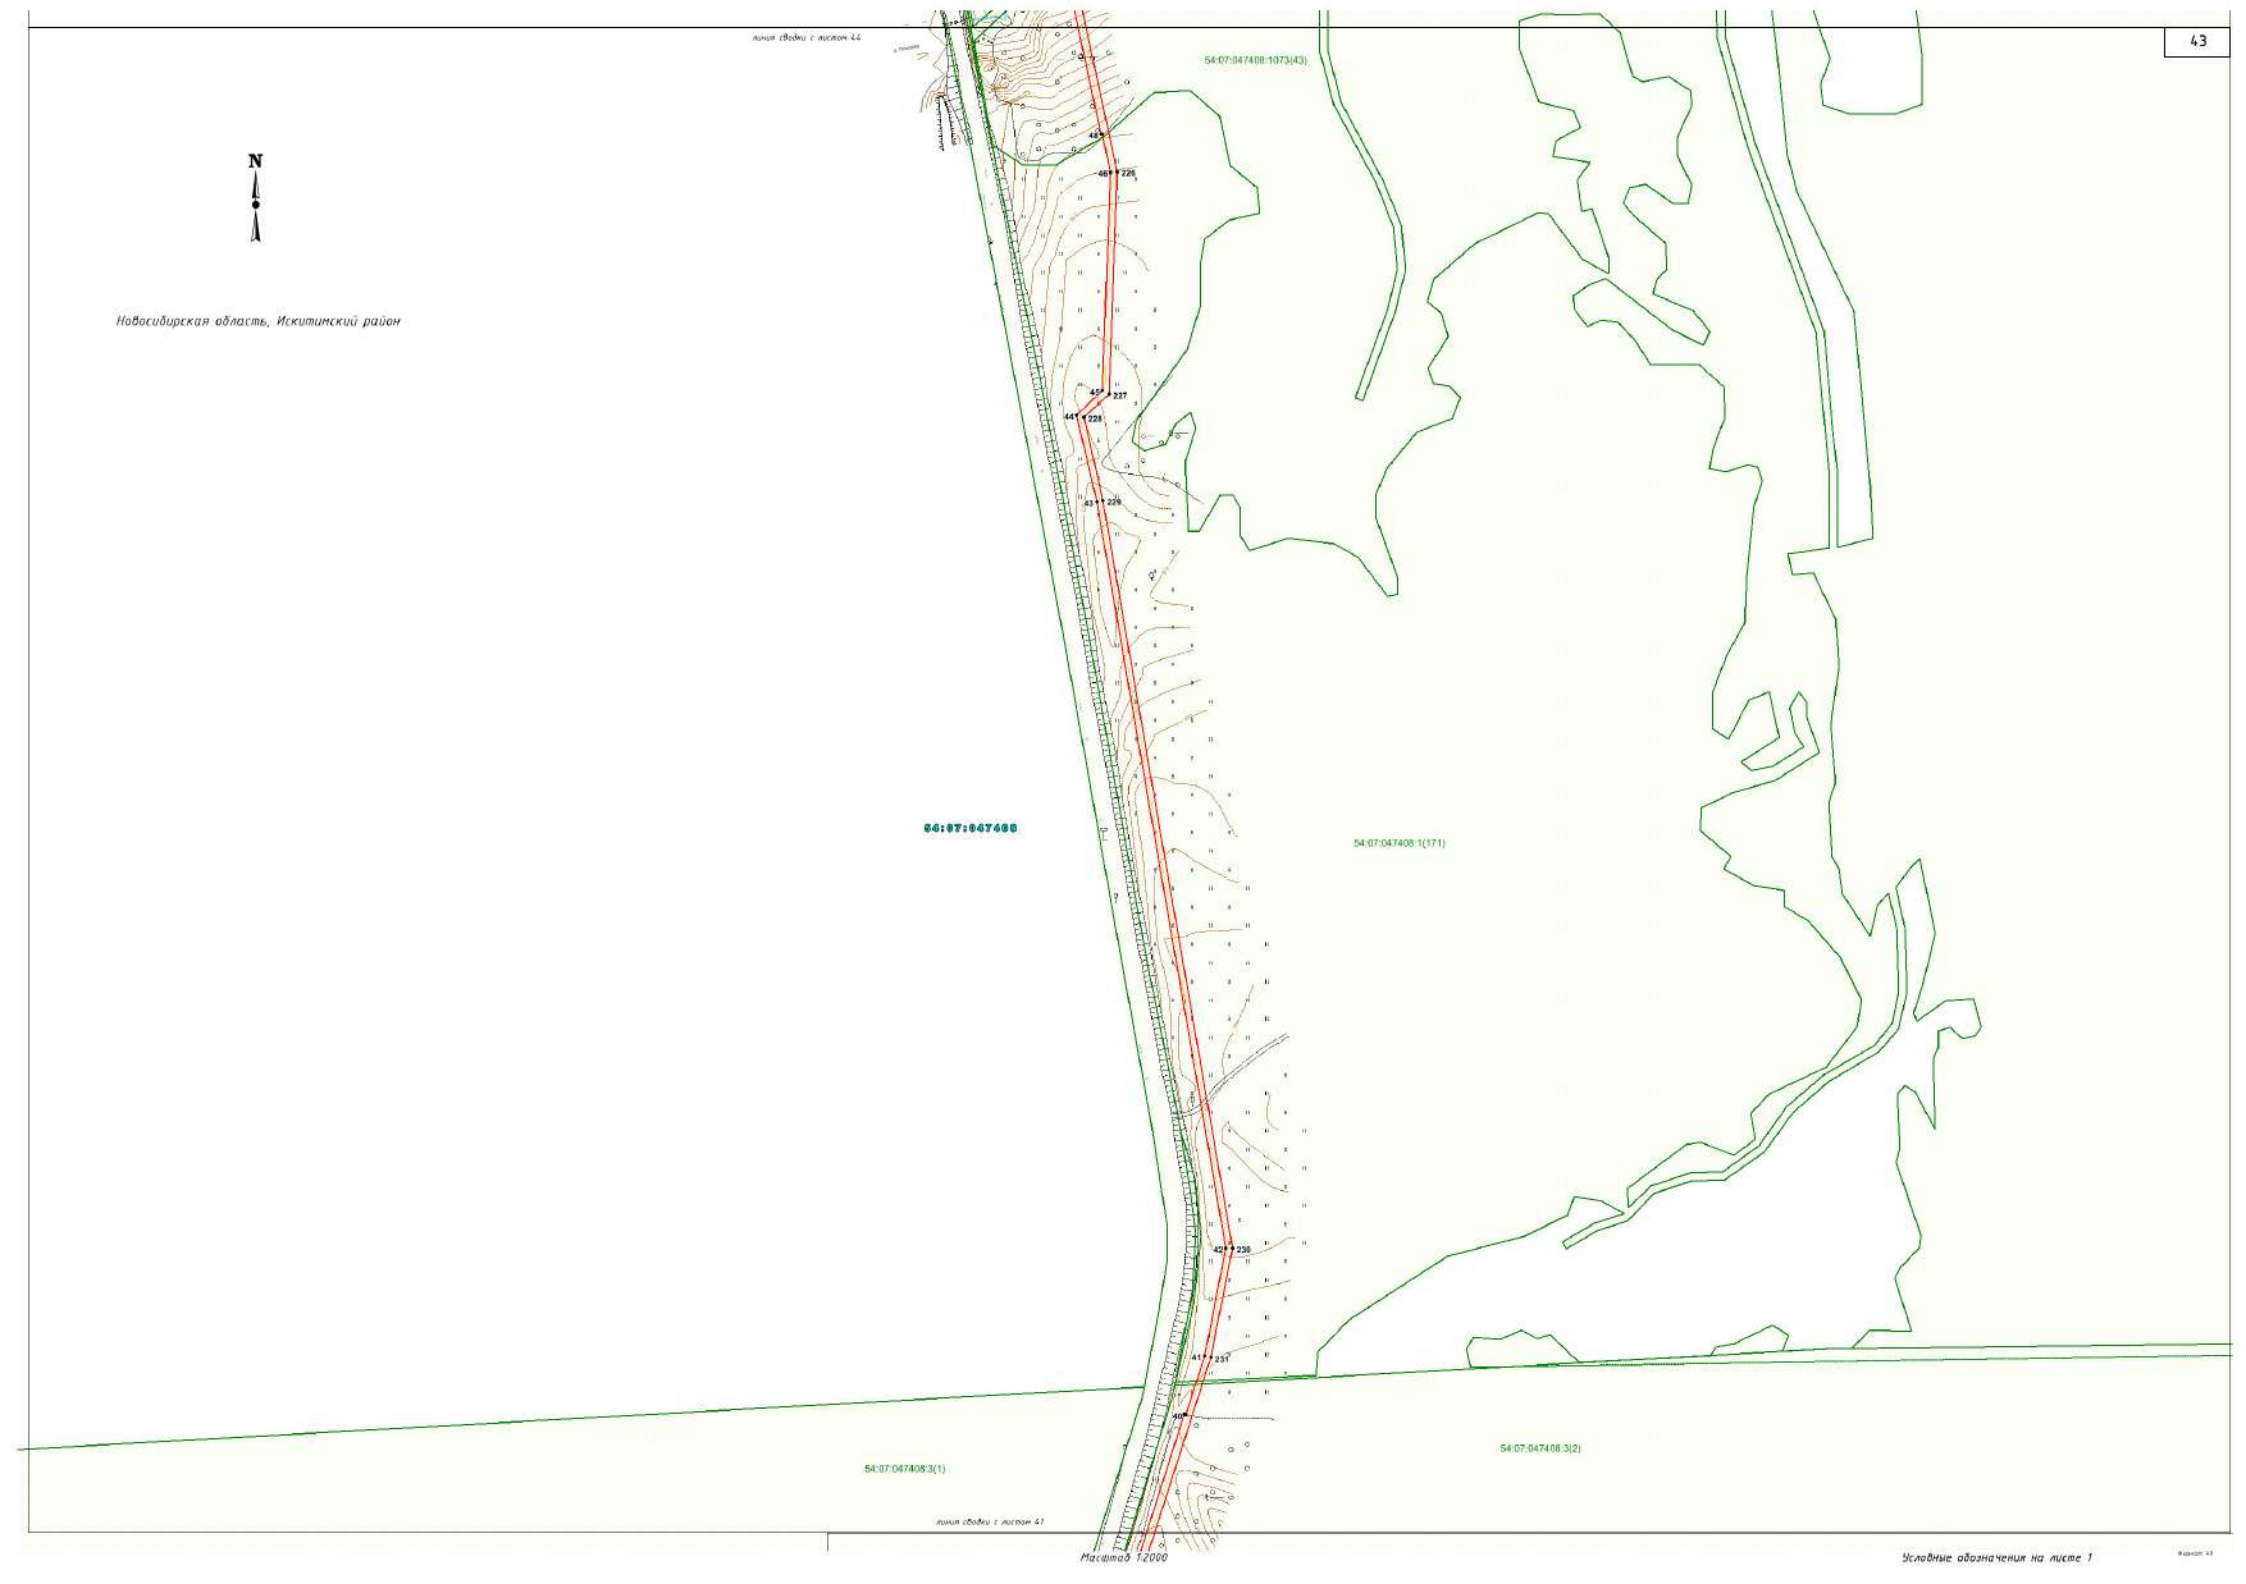 линия сводки с листом 44
43
54:07:047408:1073(43)
48
N
46 226
Новосибирская область, Искитимский район
45 227
44 228
43 229
54:07:047408
54:07:047408:1(171)
42 230
41 231
40
54:07:047408:3(2)
54:07:047408:3(1)
линия сводки с листом 41
Масштаб 1:2000
Условные обозначения на листе 1